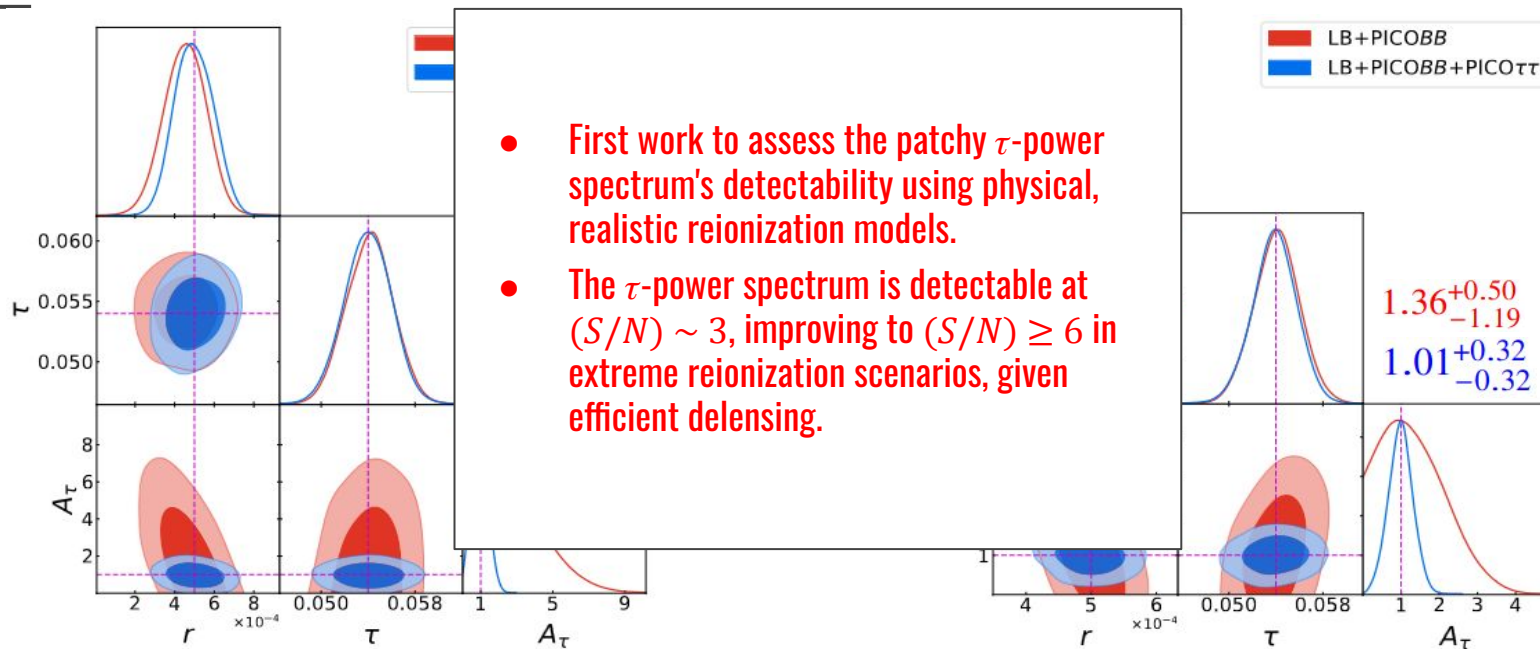 LB+PICOBB
LB+PICOBB+PICOττ
● First work to assess the patchy τ-power
spectrum's detectability using physical,
realistic reionization models.
● The τ-power spectrum is detectable at
(S/N) ~ 3, improving to (S/N) ≥ 6 in
extreme reionization scenarios, given
efficient delensing.
0.060
0.055
0.050
τ
1.36^{+0.50}_{-1.19}
1.01^{+0.32}_{-0.32}
8
6
4
2
A_τ
1
2 4 6 8
×10⁻⁴
r
0.050 0.058
τ
1 5 9
A_τ
4 5 6
×10⁻⁴
r
0.050 0.058
τ
1 2 3 4
A_τ